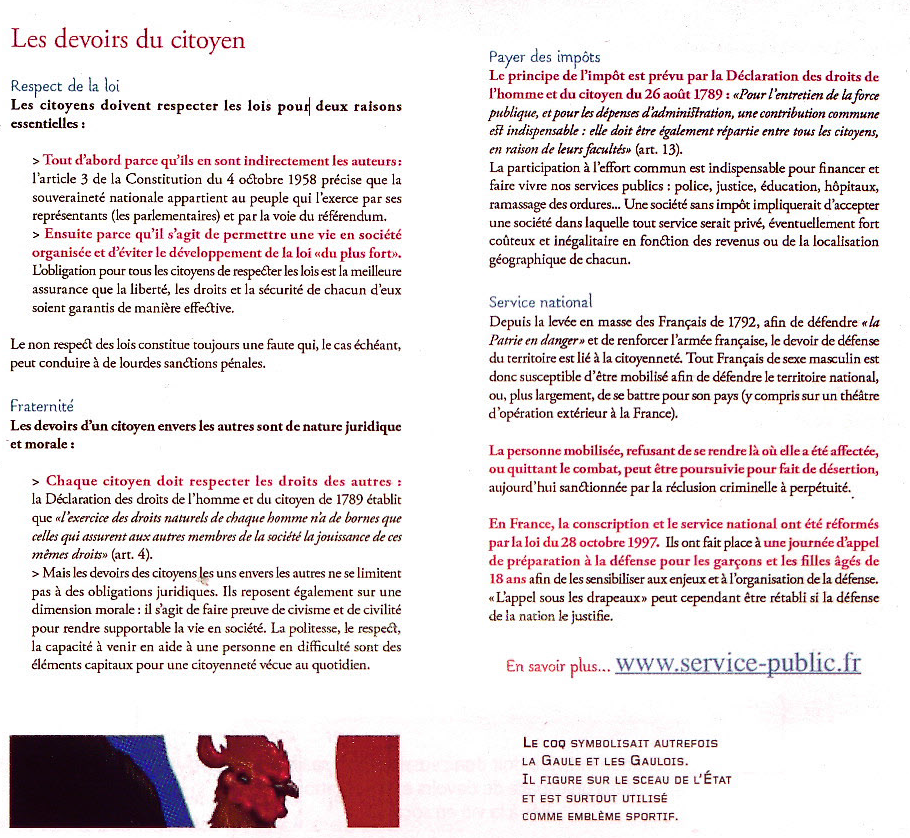 Les devoirs du citoyen
Respect de la loi
Les citoyens doivent respecter les lois pour deux raisons
essentielles :
> Tout d'abord parce qu'ils en sont indirectement les auteurs :
l'article 3 de la Constitution du 4 octobre 1958 précise que la
souveraineté nationale appartient au peuple qui l'exerce par ses
représentants (les parlementaires) et par la voie du référendum.
> Ensuite parce qu'il s'agit de permettre une vie en société
organisée et d'éviter le développement de la loi «du plus fort».
L'obligation pour tous les citoyens de respecter les lois est la meilleure
assurance que la liberté, les droits et la sécurité de chacun d'eux
soient garantis de manière effective.
Le non respect des lois constitue toujours une faute qui, le cas échéant,
peut conduire à de lourdes sanctions pénales.
Fraternité
Les devoirs d'un citoyen envers les autres sont de nature juridique
et morale :
> Chaque citoyen doit respecter les droits des autres :
la Déclaration des droits de l'homme et du citoyen de 1789 établit
que «l'exercice des droits naturels de chaque homme n'a de bornes que
celles qui assurent aux autres membres de la société la jouissance de ces
mêmes droits» (art. 4).
> Mais les devoirs des citoyens les uns envers les autres ne se limitent
pas à des obligations juridiques. Ils reposent également sur une
dimension morale : il s'agit de faire preuve de civisme et de civilité
pour rendre supportable la vie en société. La politesse, le respect,
la capacité à venir en aide à une personne en difficulté sont des
éléments capitaux pour une citoyenneté vécue au quotidien.
Payer des impôts
Le principe de l'impôt est prévu par la Déclaration des droits de
l'homme et du citoyen du 26 août 1789 : «Pour l'entretien de la force
publique, et pour les dépenses d'administration, une contribution commune
est indispensable : elle doit être également répartie entre tous les citoyens,
en raison de leurs facultés» (art. 13).
La participation à l'effort commun est indispensable pour financer et
faire vivre nos services publics : police, justice, éducation, hôpitaux,
ramassage des ordures... Une société sans impôt impliquerait d'accepter
une société dans laquelle tout service serait privé, éventuellement fort
coûteux et inégalitaire en fonction des revenus ou de la localisation
géographique de chacun.
Service national
Depuis la levée en masse des Français de 1792, afin de défendre «la
Patrie en danger» et de renforcer l'armée française, le devoir de défense
du territoire est lié à la citoyenneté. Tout Français de sexe masculin est
donc susceptible d'être mobilisé afin de défendre le territoire national,
ou, plus largement, de se battre pour son pays (y compris sur un théâtre
d'opération extérieur à la France).
La personne mobilisée, refusant de se rendre là où elle a été affectée,
ou quittant le combat, peut être poursuivie pour fait de désertion,
aujourd'hui sanctionnée par la réclusion criminelle à perpétuité.
En France, la conscription et le service national ont été réformés
par la loi du 28 octobre 1997. Ils ont fait place à une journée d'appel
de préparation à la défense pour les garçons et les filles âgés de
18 ans afin de les sensibiliser aux enjeux et à l'organisation de la défense.
«L'appel sous les drapeaux» peut cependant être rétabli si la défense
de la nation le justifie.
En savoir plus... www.service-public.fr
LE COQ SYMBOLISAIT AUTREFOIS
LA GAULE ET LES GAULOIS.
IL FIGURE SUR LE SCEAU DE L'ÉTAT
ET EST SURTOUT UTILISÉ
COMME EMBLÈME SPORTIF.